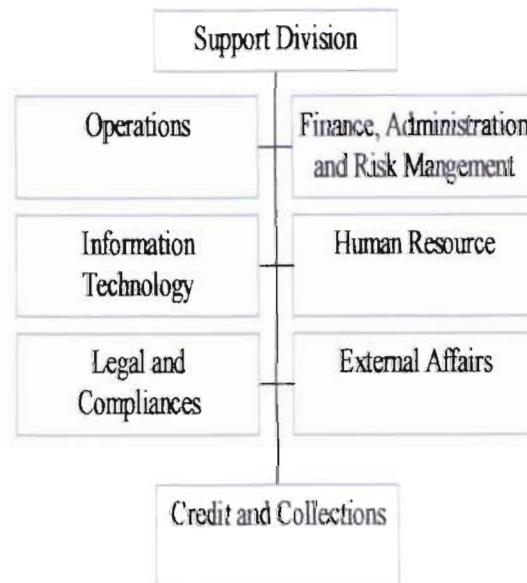 Support Division
Operations
Finance, Administration
and Risk Mangement
Information
Technology
Human Resource
Legal and
Compliances
External Affairs
Credit and Collections